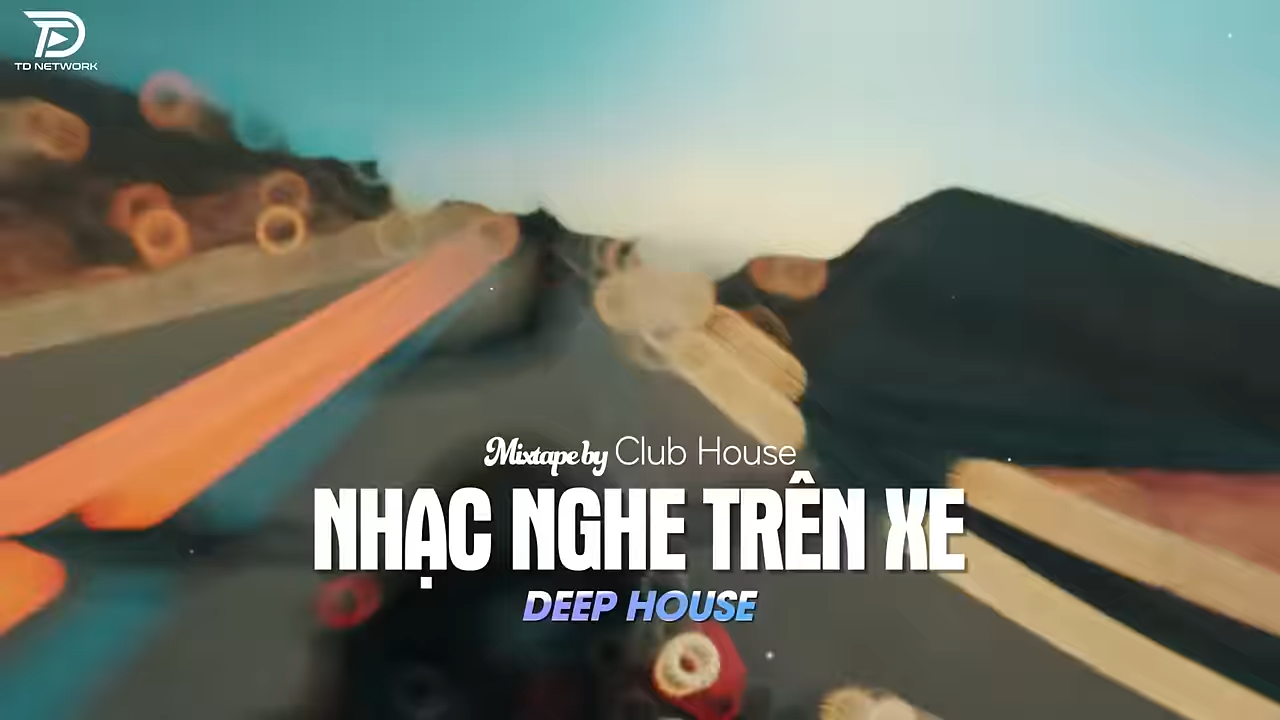 TD NETWORK
Mixtape by Club House
NHẠC NGHE TRÊN XE
DEEP HOUSE